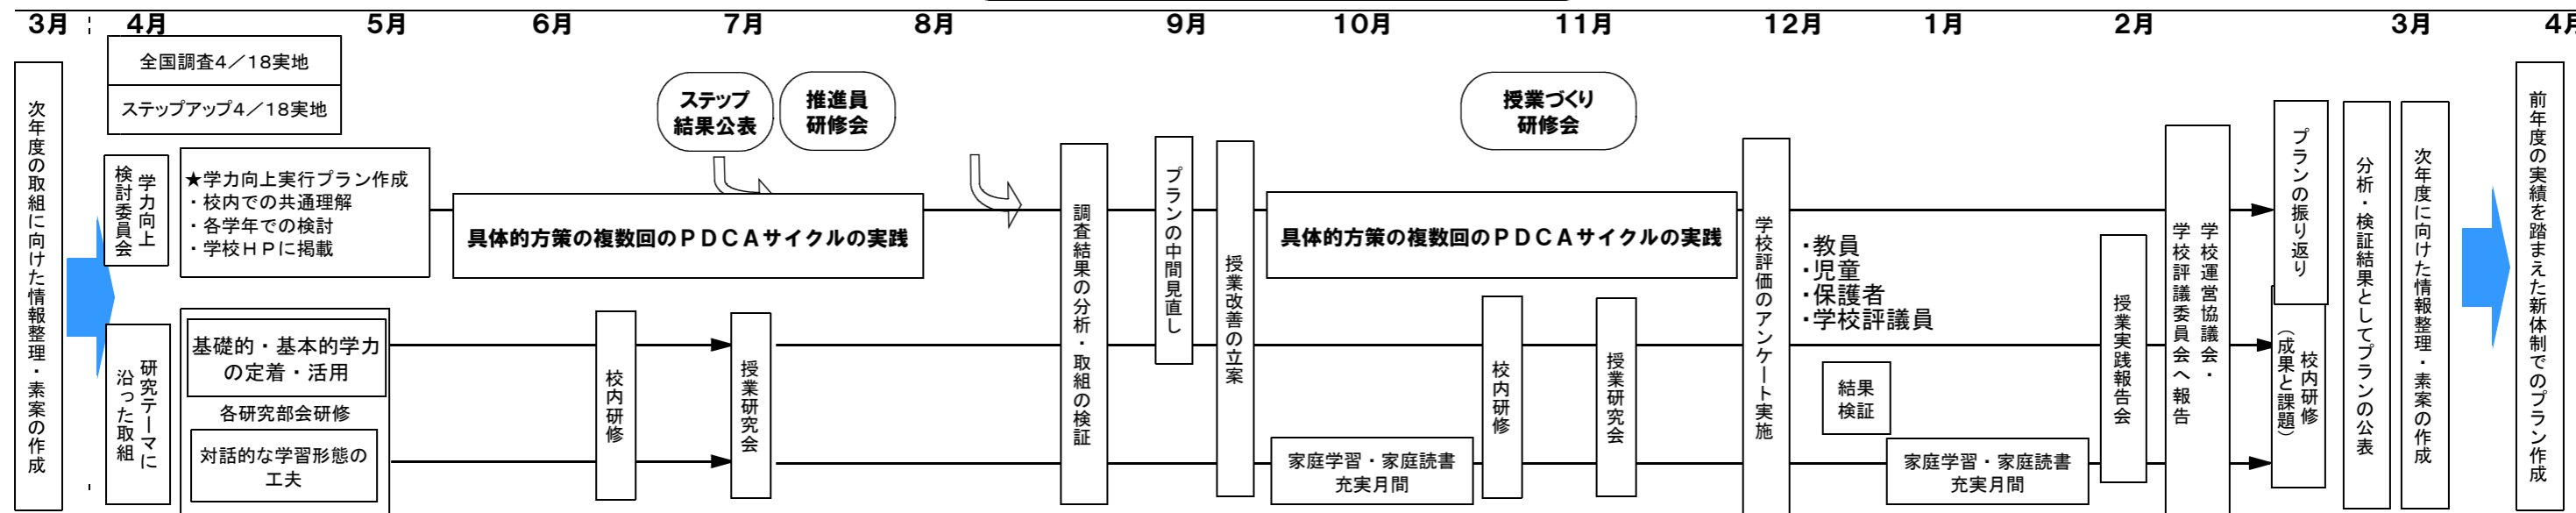 3月
4月
5月
6月
7月
8月
9月
10月
11月
12月
1月
2月
3月
4月
次年度の取組に向けた情報整理・素案の作成
全国調査4／18実地
ステップアップ4／18実地
学力向上
検討委員会
★学力向上実行プラン作成
・校内での共通理解
・各学年での検討
・学校ＨＰに掲載
研究テーマに
沿った取組
基礎的・基本的学力
の定着・活用
各研究部会研修
対話的な学習形態の
工夫
具体的方策の複数回のＰＤＣＡサイクルの実践
ステップ
結果公表
推進員
研修会
校内研修
授業研究会
調査結果の分析・取組の検証
プランの中間見直し
授業改善の立案
授業づくり
研修会
具体的方策の複数回のＰＤＣＡサイクルの実践
家庭学習・家庭読書
充実月間
校内研修
授業研究会
学校評価のアンケート実施
・教員
・児童
・保護者
・学校評議員
結果
検証
家庭学習・家庭読書
充実月間
授業実践報告会
学校運営協議会・
学校評議委員会へ報告
プランの振り返り
校内研修
（成果と課題）
分析・検証結果としてプランの公表
次年度に向けた情報整理・素案の作成
前年度の実績を踏まえた新体制でのプラン作成